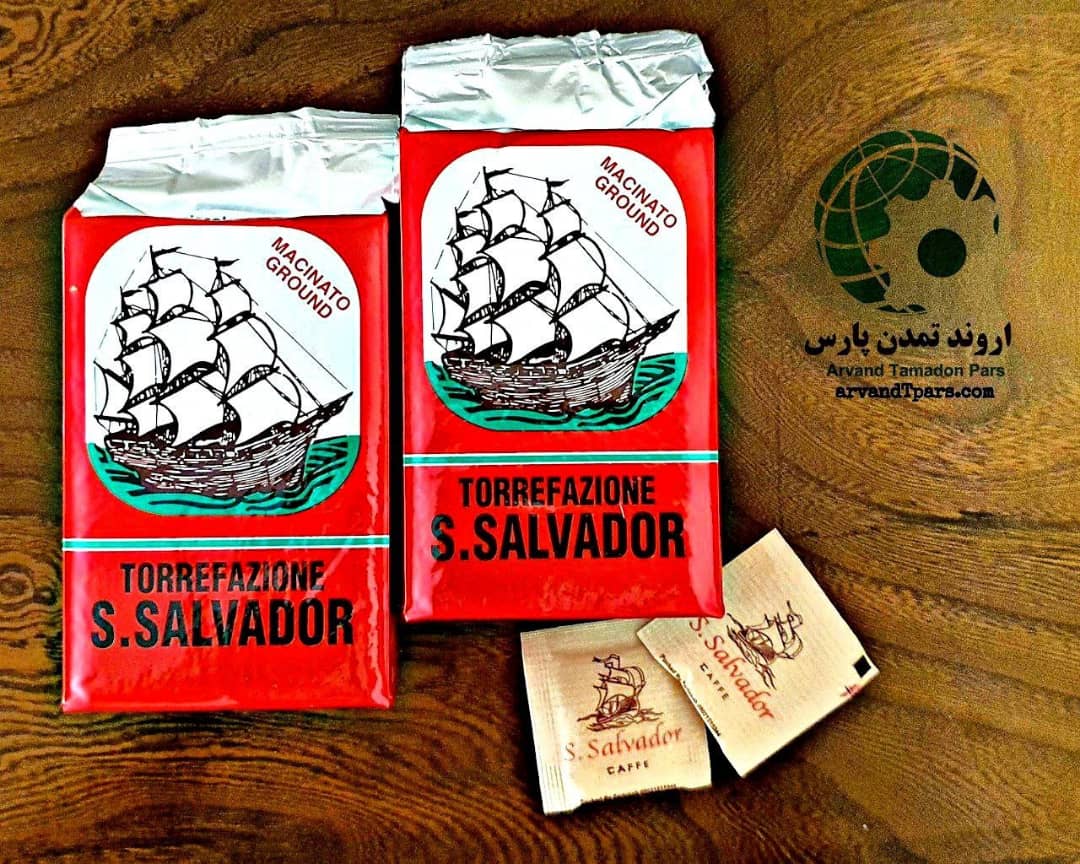 MACINATO
GROUND
TORREFAZIONE
S.SALVADOR
MACINATO
GROUND
TORREFAZIONE
S.SALVADOR
اروند تمدن پارس
Arvand Tamadon Pars
arvandTpars.com
S. Salvador
CAFFE
S. Salvador
CAFFE